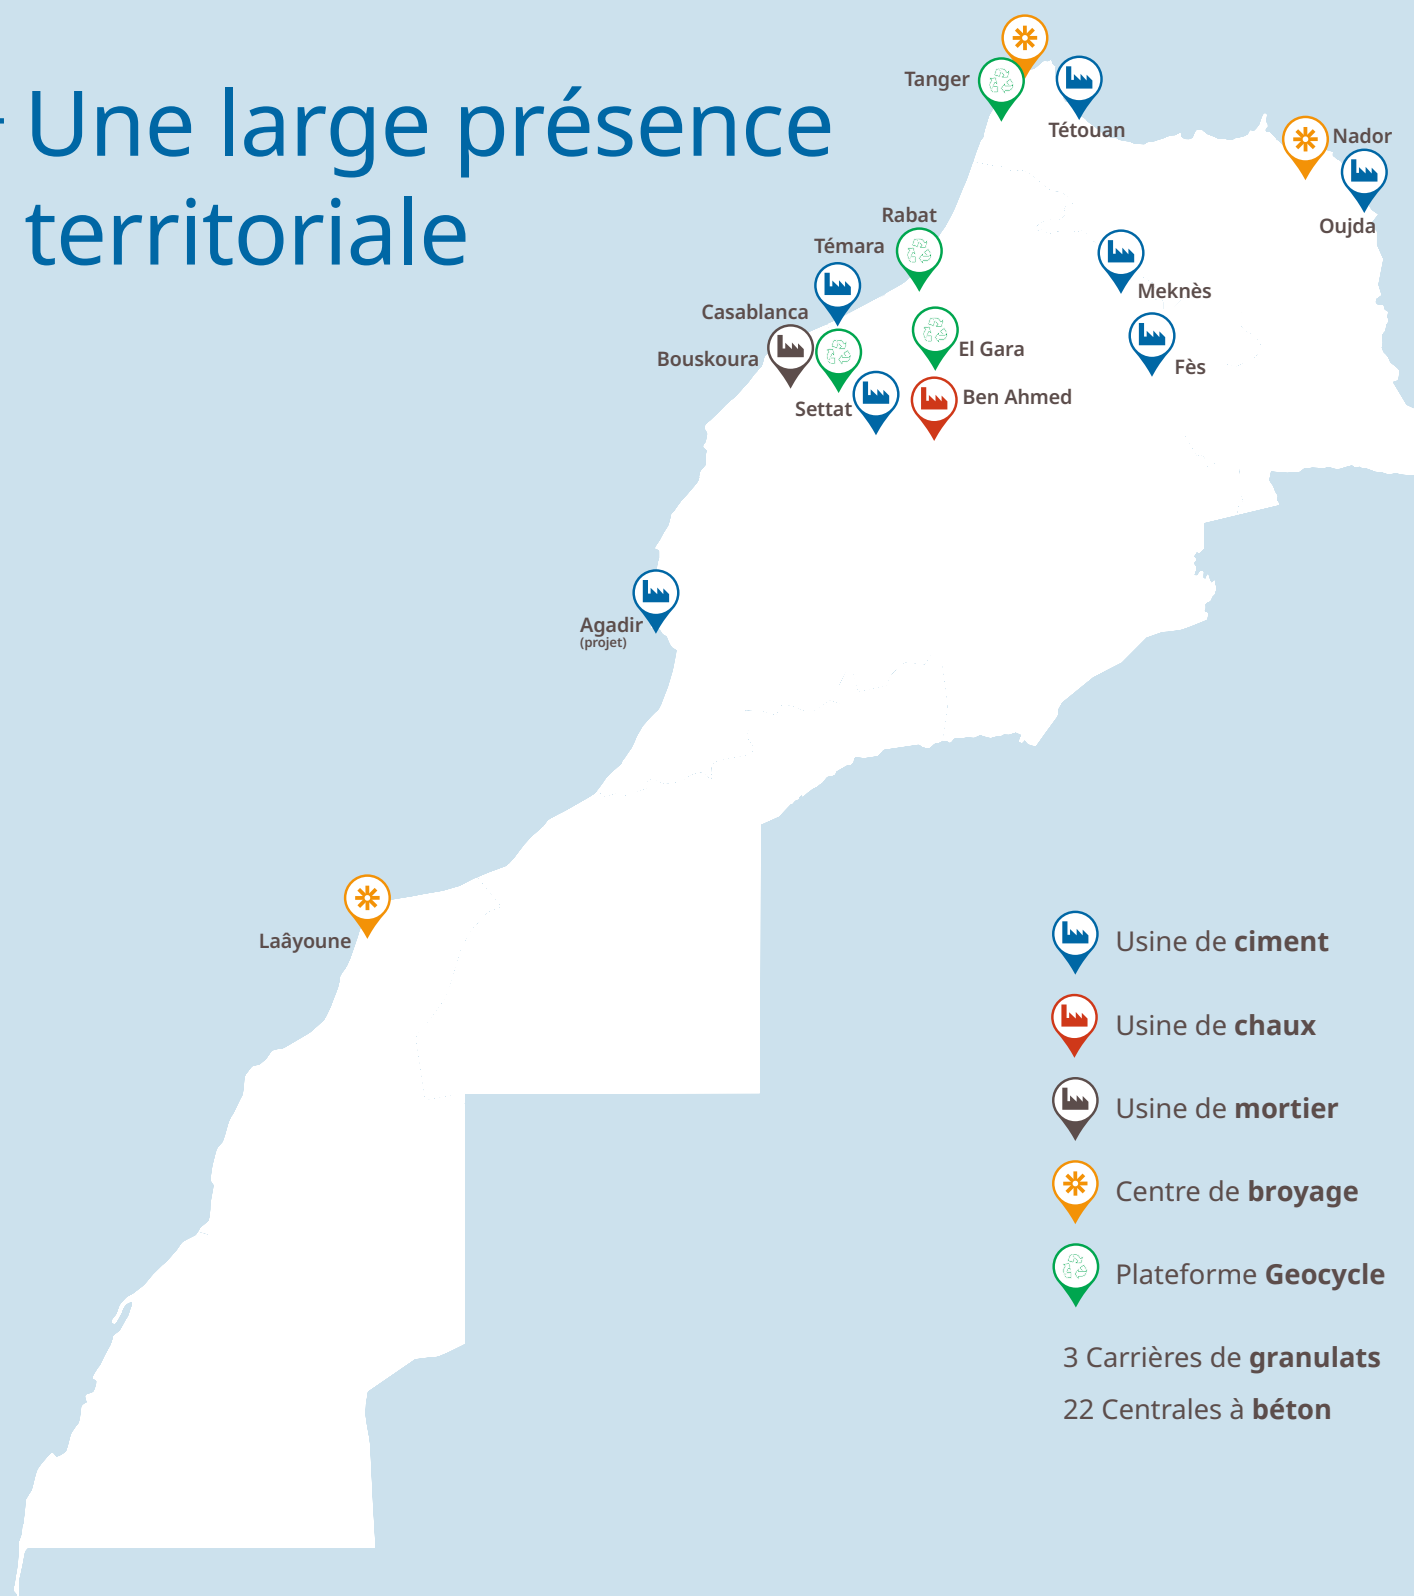 Une large présence
territoriale
Tanger
Tétouan
Nador
Oujda
Rabat
Témara
Casablanca
Bouskoura
Meknès
El Gara
Fès
Settat
Ben Ahmed
Agadir
(projet)
Laâyoune
Usine de ciment
Usine de chaux
Usine de mortier
Centre de broyage
Plateforme Geocycle
3 Carrières de granulats
22 Centrales à béton